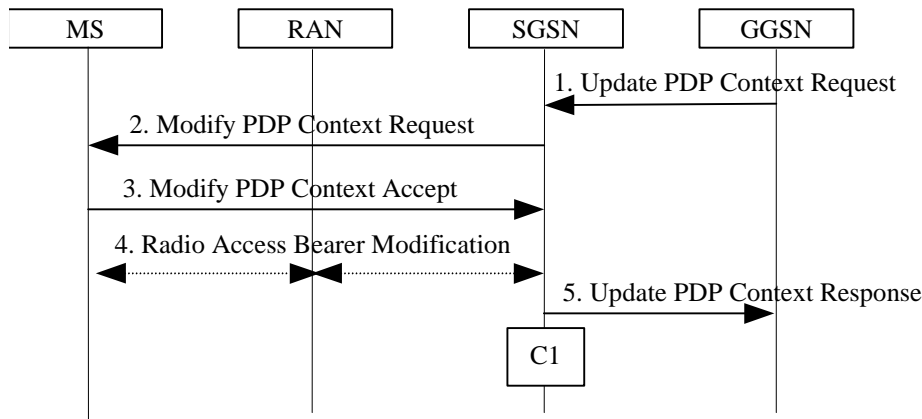 MS RAN SGSN GGSN
1. Update PDP Context Request
2. Modify PDP Context Request
3. Modify PDP Context Accept
4. Radio Access Bearer Modification
5. Update PDP Context Response
C1